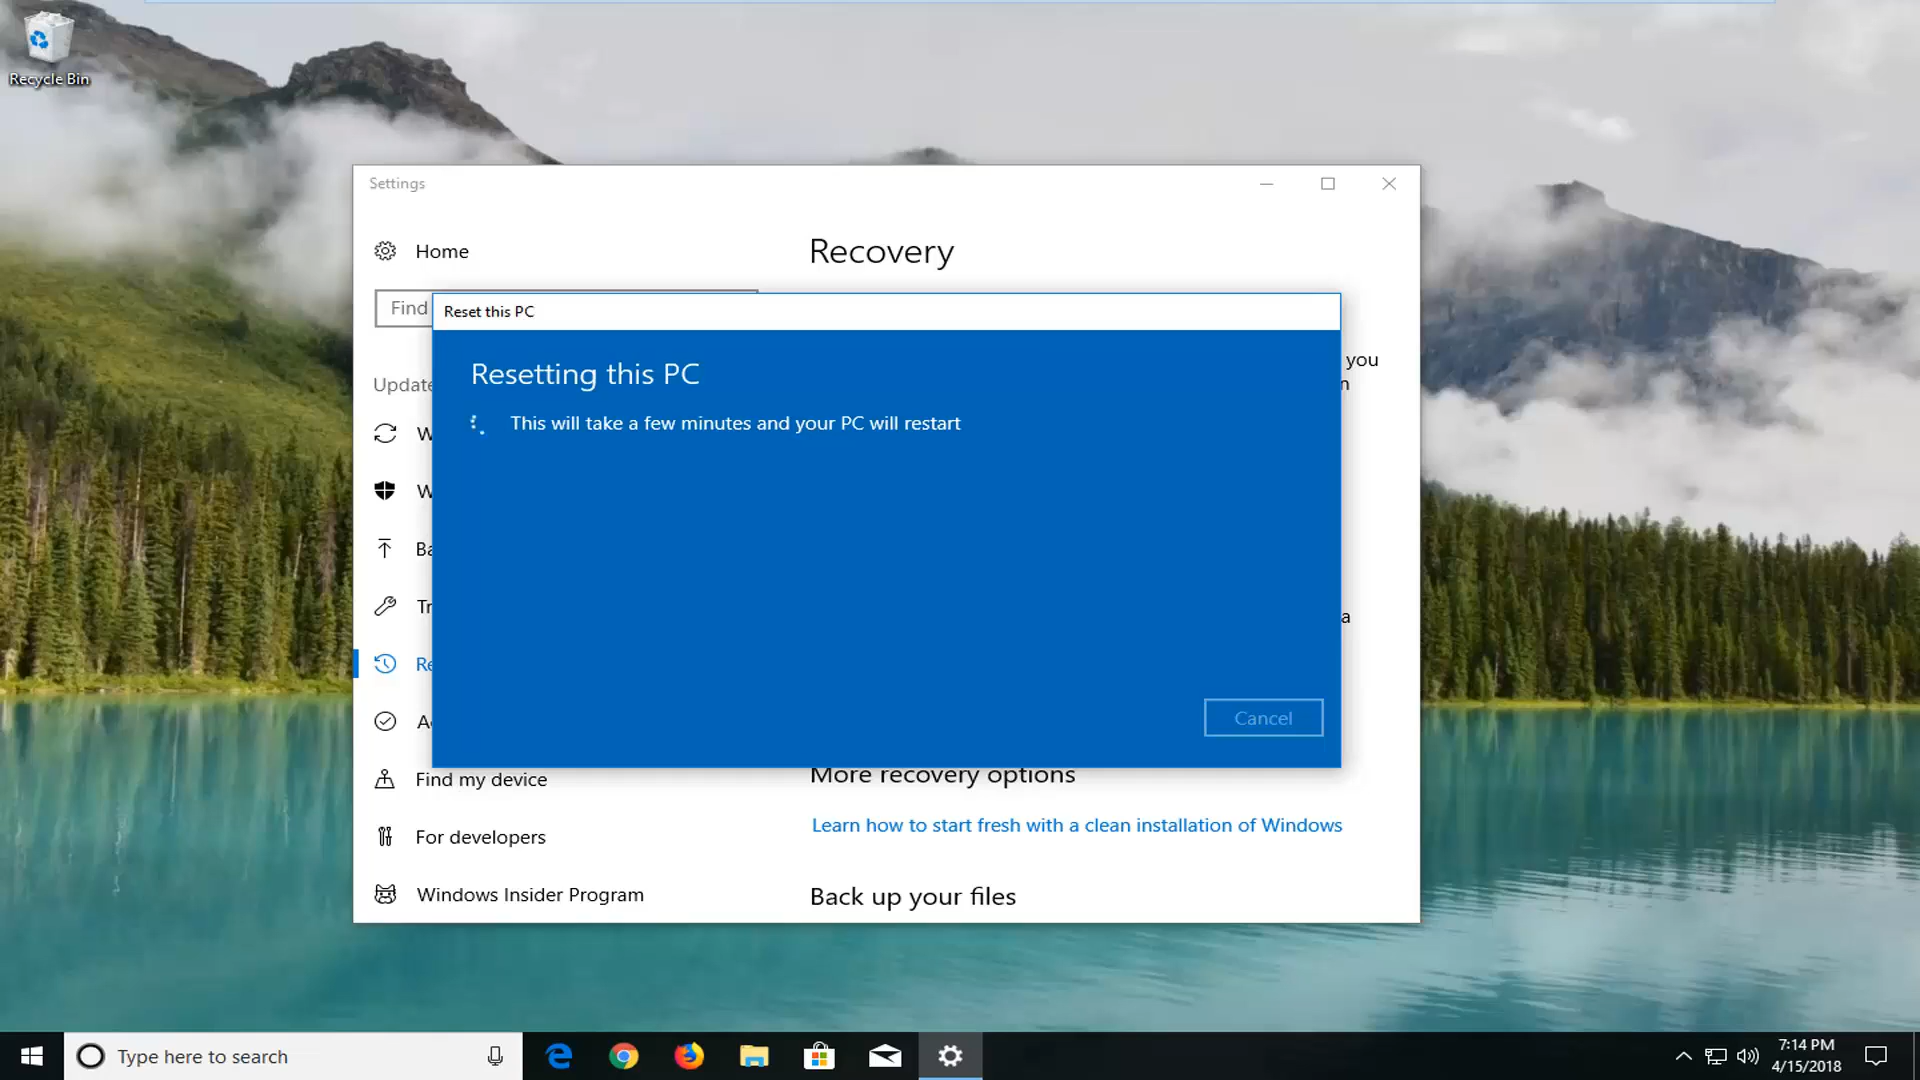 Recycle Bin
Settings
Home
Recovery
Find
Reset this PC
Resetting this PC
This will take a few minutes and your PC will restart
you
Update
W
W
Ba
Tr
a
Re
Cancel
A
More recovery options
Find my device
Learn how to start fresh with a clean installation of Windows
For developers
Back up your files
Windows Insider Program
Type here to search
7:14 PM
4/15/2018